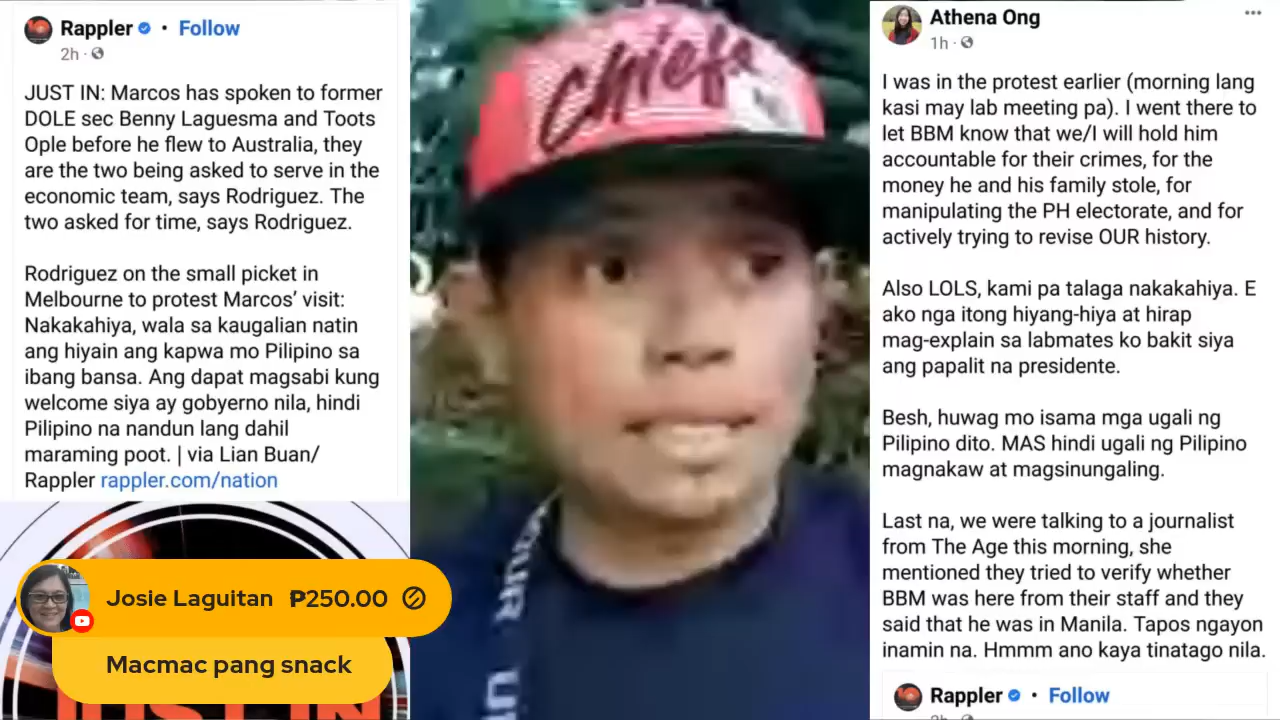 Rappler
Follow
2h
JUST IN: Marcos has spoken to former
DOLE sec Benny Laguesma and Toots
Ople before he flew to Australia, they
are the two being asked to serve in the
economic team, says Rodriguez. The
two asked for time, says Rodriguez.
Rodriguez on the small picket in
Melbourne to protest Marcos' visit:
Nakakahiya, wala sa kaugalian natin
ang hiyain ang kapwa mo Pilipino sa
ibang bansa. Ang dapat magsabi kung
welcome siya ay gobyerno nila, hindi
Pilipino na nandun lang dahil
maraming poot. | via Lian Buan/
Rappler rappler.com/nation
JUST IN
Josie Laguitan ₱250.00
Macmac pang snack
Chiefs
OUR
Athena Ong
1h
I was in the protest earlier (morning lang
kasi may lab meeting pa). I went there to
let BBM know that we/I will hold him
accountable for their crimes, for the
money he and his family stole, for
manipulating the PH electorate, and for
actively trying to revise OUR history.
Also LOLS, kami pa talaga nakakahiya. E
ako nga itong hiyang-hiya at hirap
mag-explain sa labmates ko bakit siya
ang papalit na presidente.
Besh, huwag mo isama mga ugali ng
Pilipino dito. MAS hindi ugali ng Pilipino
magnakaw at magsinungaling.
Last na, we were talking to a journalist
from The Age this morning, she
mentioned they tried to verify whether
BBM was here from their staff and they
said that he was in Manila. Tapos ngayon
inamin na. Hmmm ano kaya tinatago nila.
Rappler
Follow